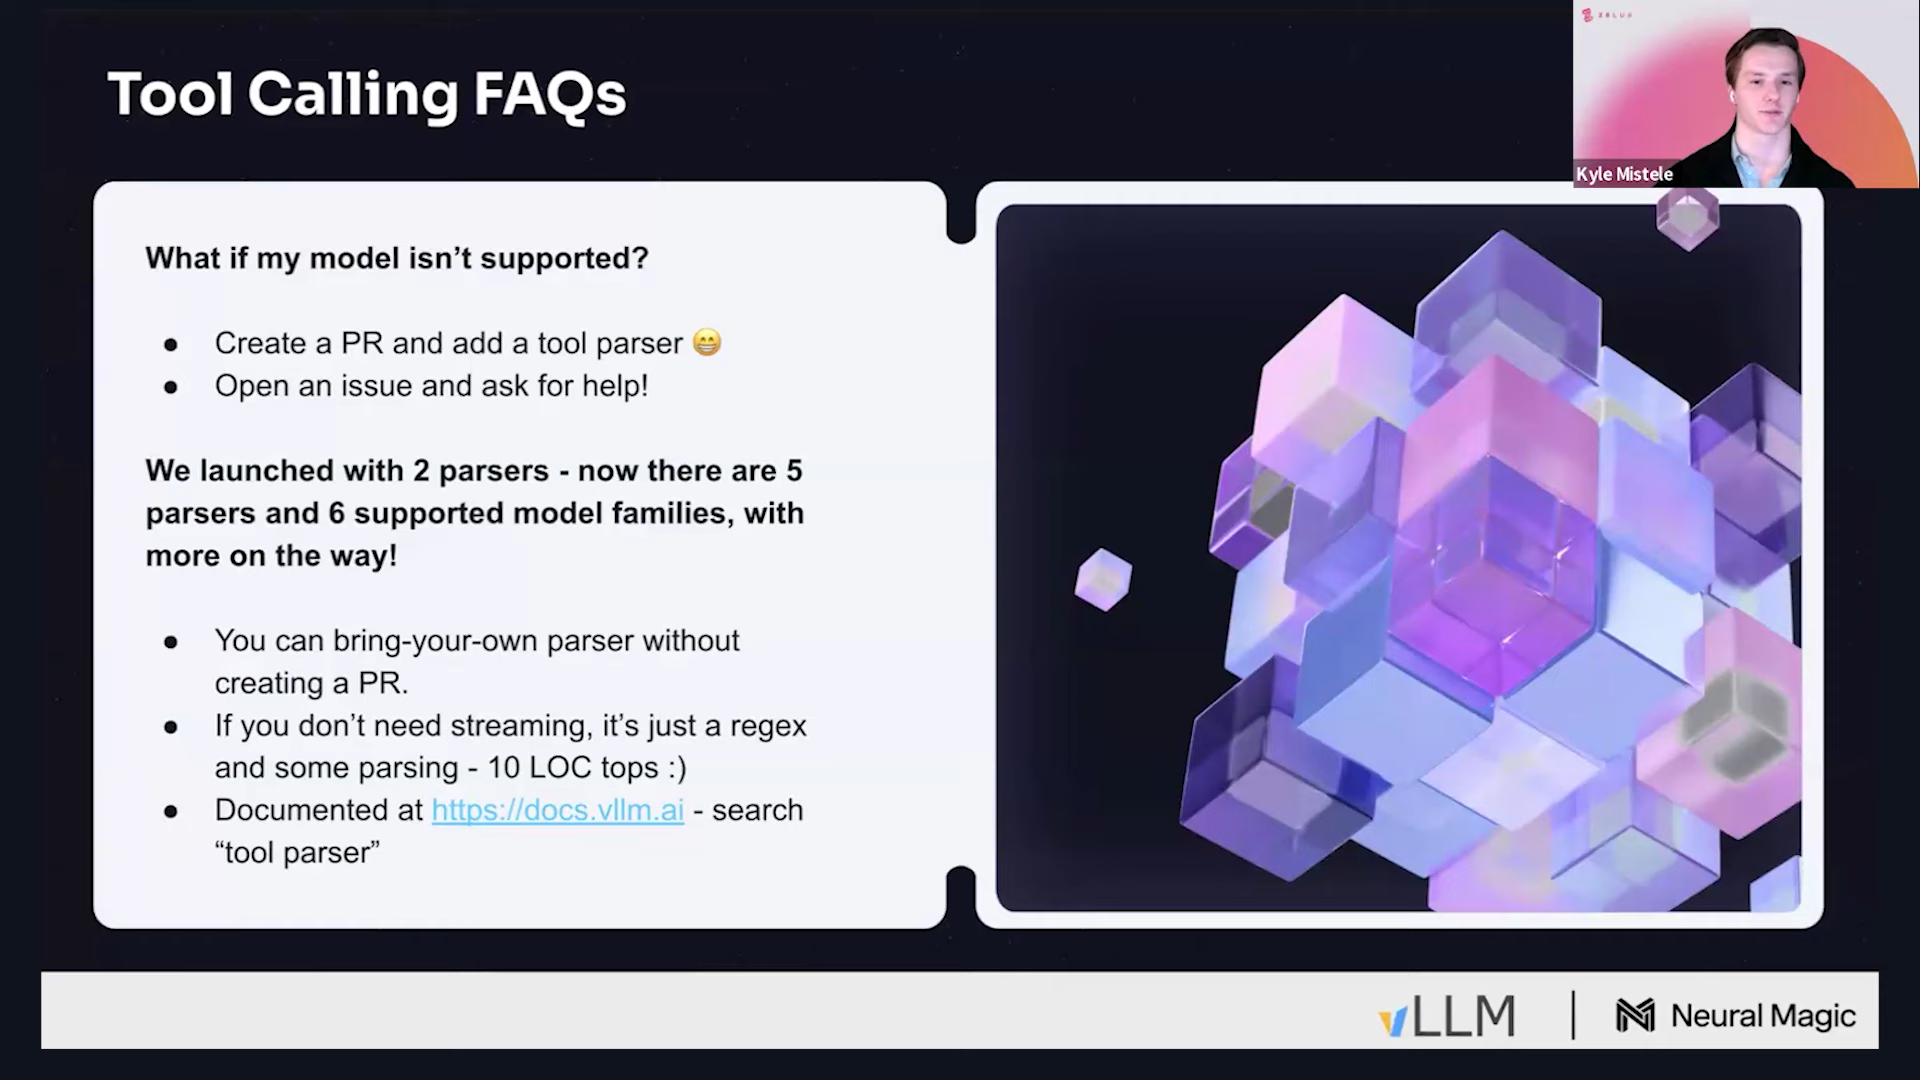 Tool Calling FAQs
ZELUS
Kyle Mistele
What if my model isn’t supported?
● Create a PR and add a tool parser 😁
● Open an issue and ask for help!
We launched with 2 parsers - now there are 5
parsers and 6 supported model families, with
more on the way!
● You can bring-your-own parser without
creating a PR.
● If you don’t need streaming, it’s just a regex
and some parsing - 10 LOC tops :)
● Documented at https://docs.vllm.ai - search
“tool parser”
vLLM | Neural Magic